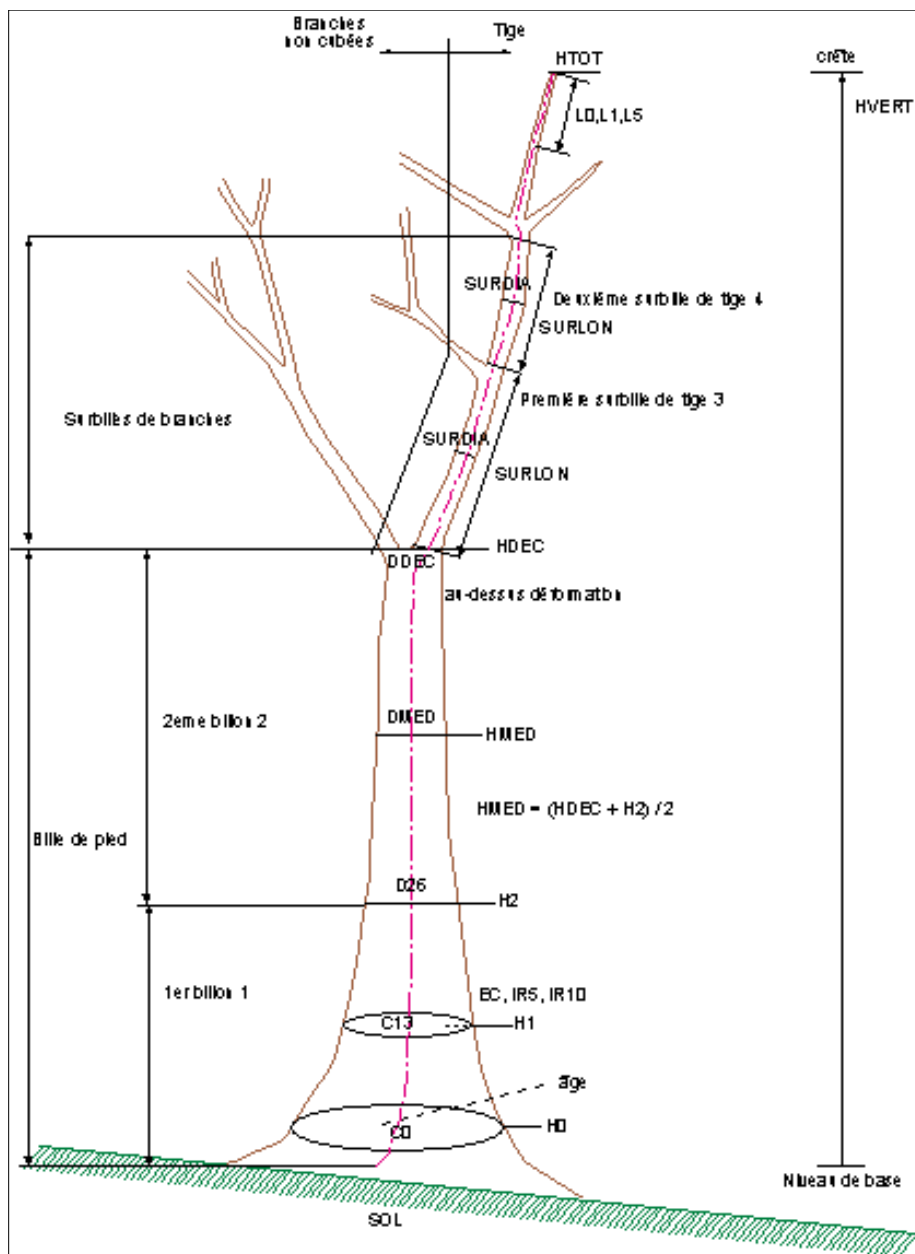 Branches
non cubées
Tige
HTOT
crête
L0,L1,L5
HVERT
SURDIA
Deuxième surbille de tige 4
SURLON
Première surbille de tige 3
Surbilles de branches
SURDIA
SURLON
HDEC
DDEC
au-dessus déformation
2eme billon 2
DMED
HMED
HMED = (HDEC + H2) / 2
Bille de pied
D26
H2
1er billon 1
EC, IR5, IR10
C13
H1
âge
C0
H0
Niveau de base
SOL